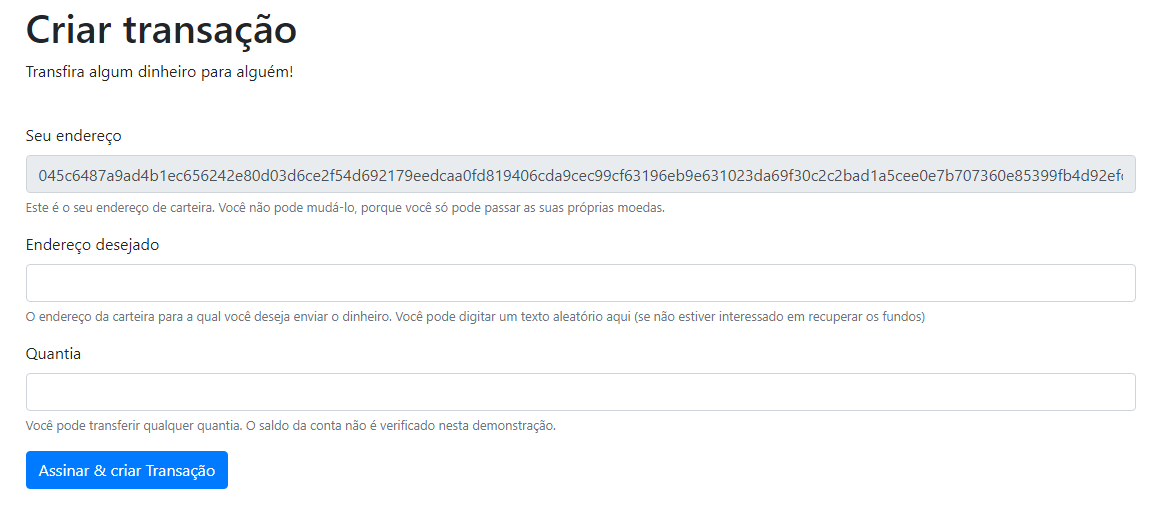 Criar transação
Transfira algum dinheiro para alguém!
Seu endereço
045c6487a9ad4b1ec656242e80d03d6ce2f54d692179eedcaa0fd819406cda9cec99cf63196eb9e631023da69f30c2c2bad1a5cee0e7b707360e85399fb4d92ef
Este é o seu endereço de carteira. Você não pode mudá-lo, porque você só pode passar as suas próprias moedas.
Endereço desejado
O endereço da carteira para a qual você deseja enviar o dinheiro. Você pode digitar um texto aleatório aqui (se não estiver interessado em recuperar os fundos)
Quantia
Você pode transferir qualquer quantia. O saldo da conta não é verificado nesta demonstração.
Assinar & criar Transação